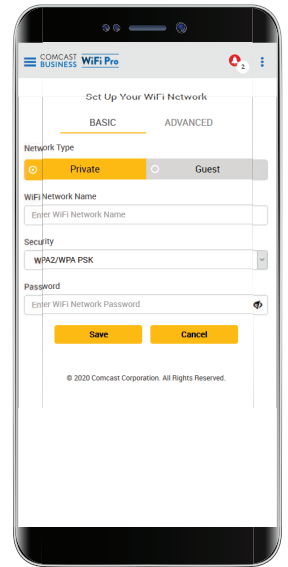 COMCAST
BUSINESS WiFi Pro
2
Set Up Your WiFi Network
BASIC ADVANCED
Network Type
Private Guest
WiFi Network Name
Enter WiFi Network Name
Security
WPA2/WPA PSK
Password
Enter WiFi Network Password
Save Cancel
© 2020 Comcast Corporation. All Rights Reserved.